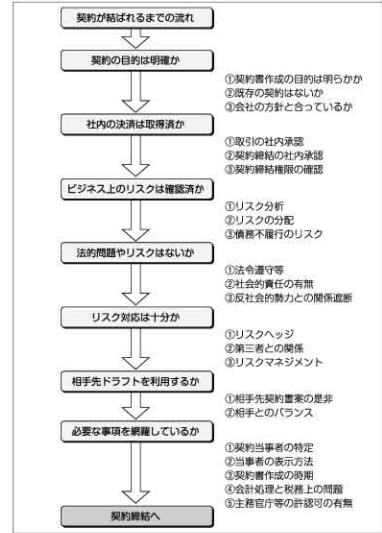 契約が結ばれるまでの流れ
契約の目的は明確か
①契約書作成の目的は明らかか
②既存の契約はないか
③会社の方針と合っているか
社内の決済は取得済か
①取引の社内承認
②契約締結の社内承認
③契約締結権限の確認
ビジネス上のリスクは確認済か
①リスク分析
②リスクの分配
③債務不履行のリスク
法的問題やリスクはないか
①法令遵守等
②社会的責任の有無
③反社会的勢力との関係遮断
リスク対応は十分か
①リスクヘッジ
②第三者との関係
③リスクマネジメント
相手先ドラフトを利用するか
①相手先契約書案の是非
②相手とのバランス
必要な事項を網羅しているか
①契約当事者の特定
②当事者の表示方法
③契約書作成の時期
④会計処理と税務上の問題
⑤主務官庁等の許認可の有無
契約締結へ